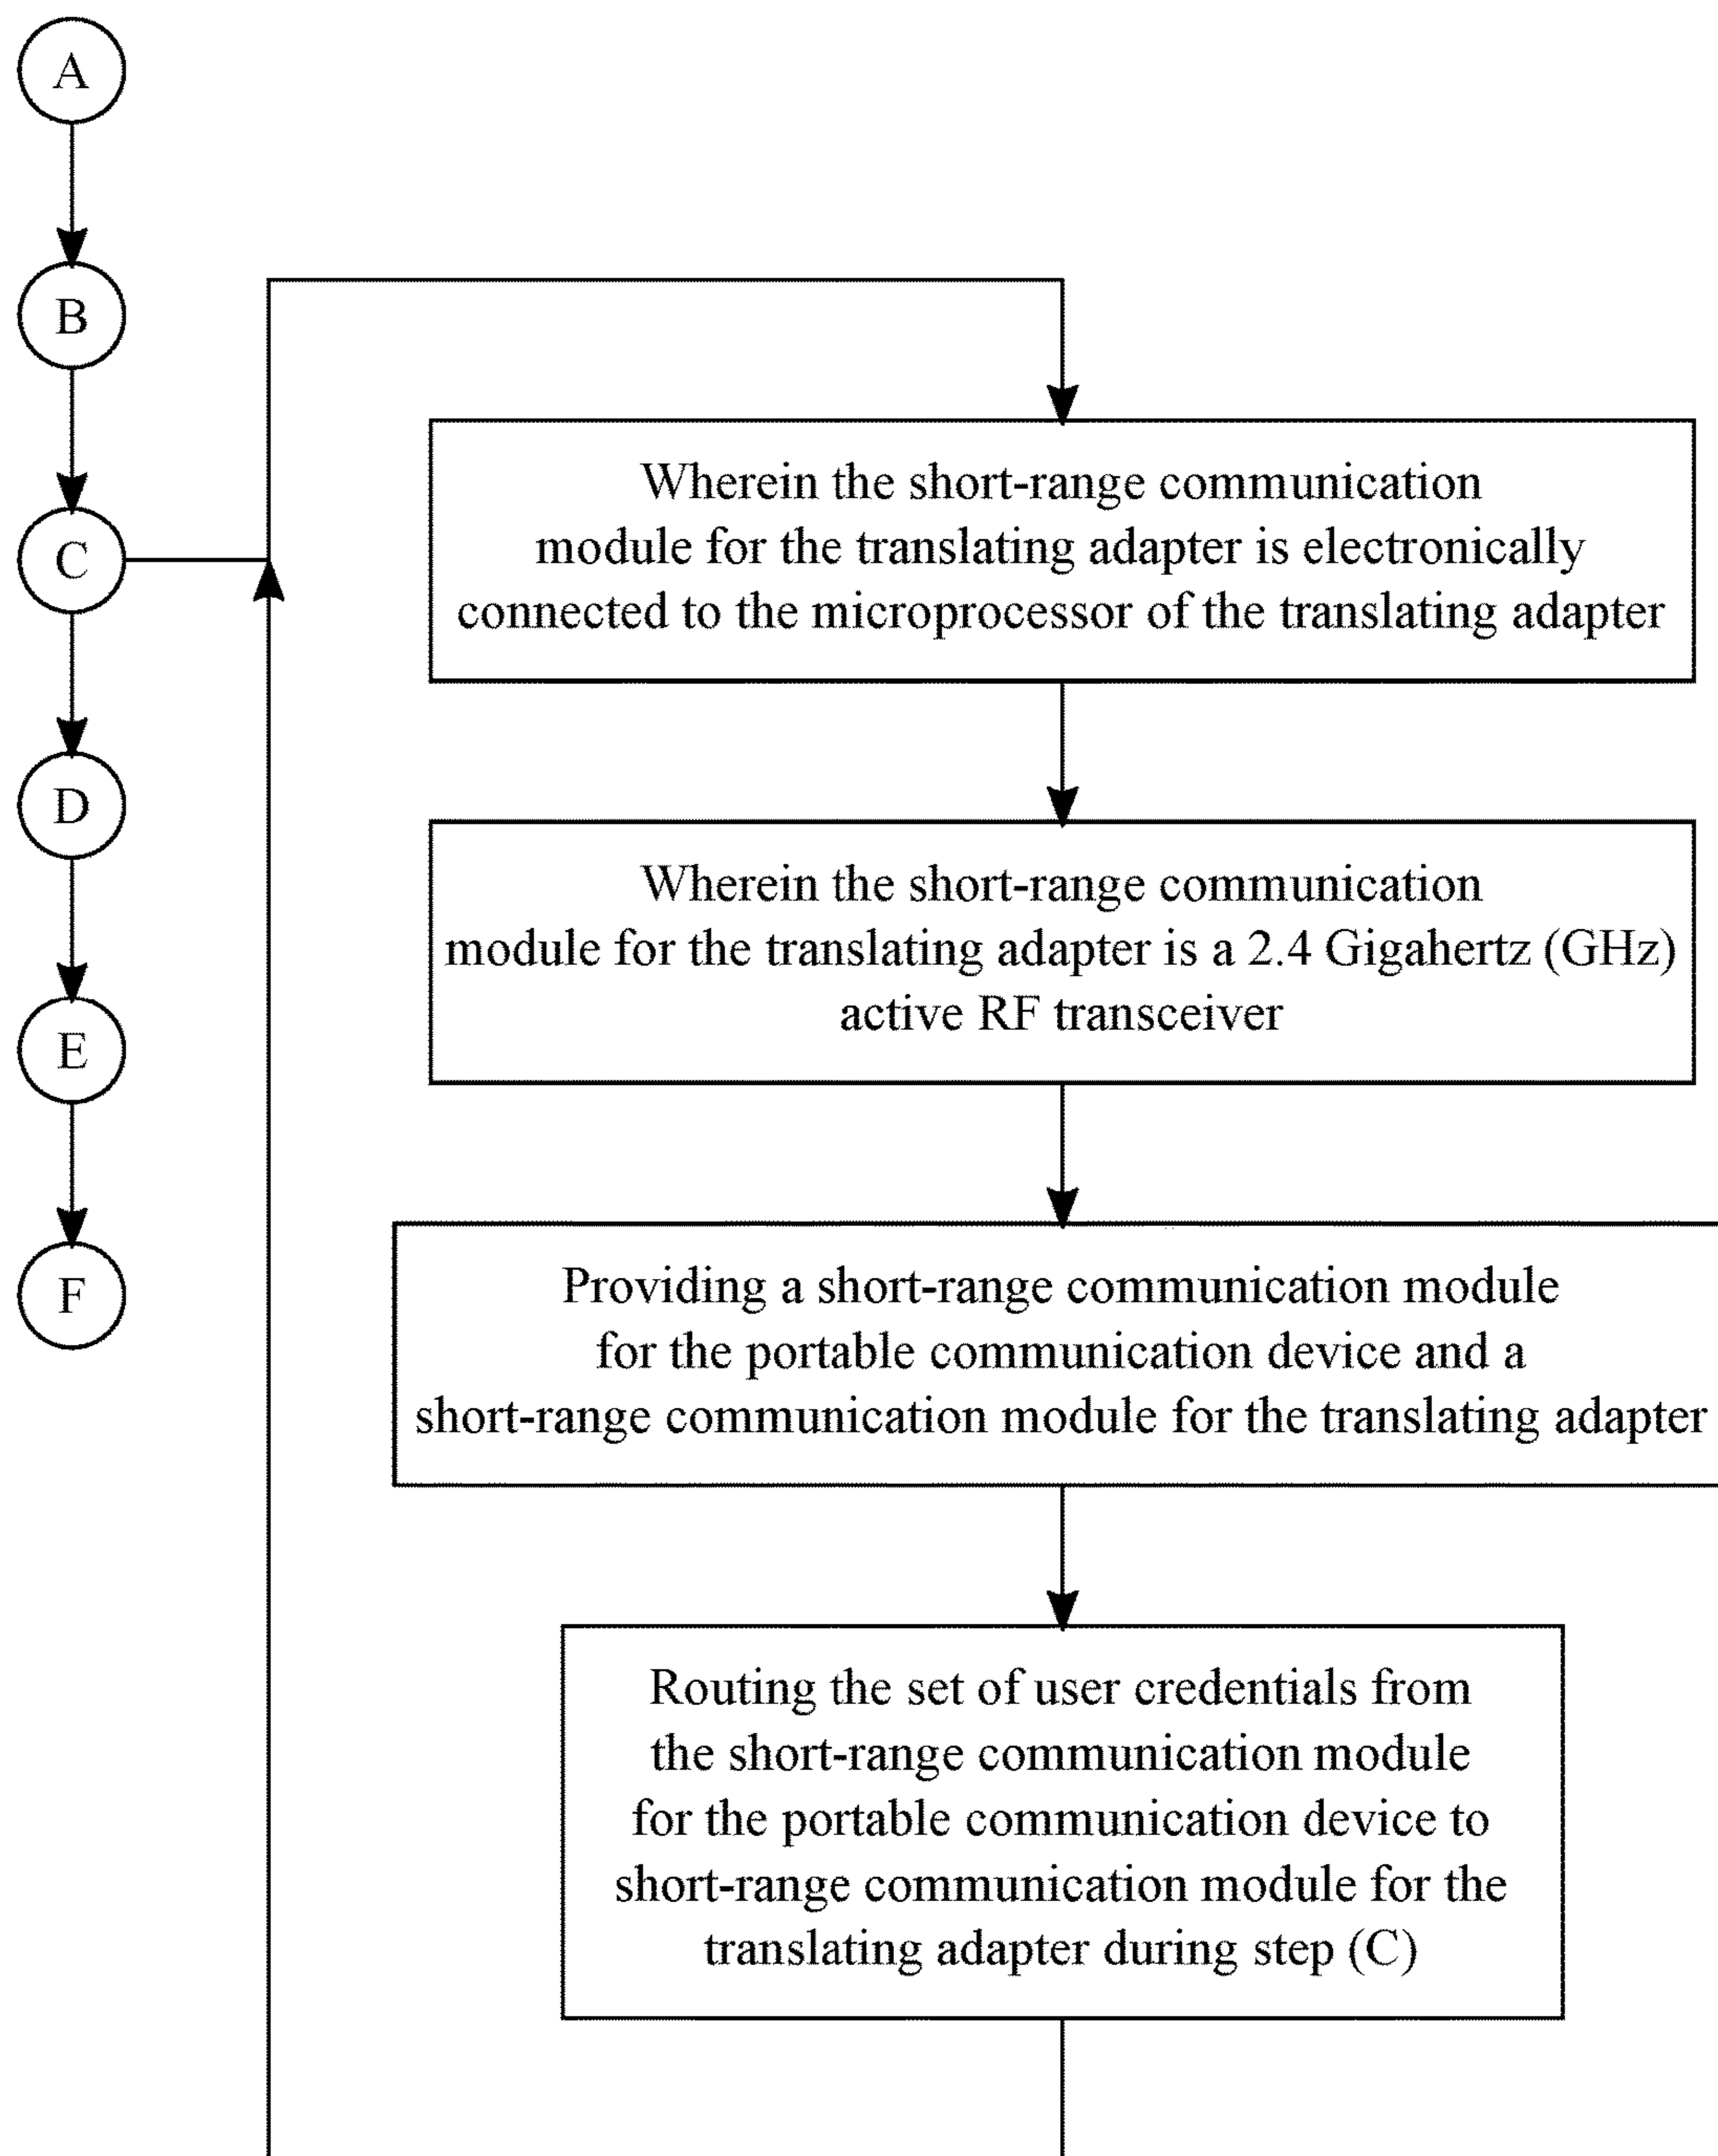 A
B
C
D
E
F
Wherein the short-range communication
module for the translating adapter is electronically
connected to the microprocessor of the translating adapter
Wherein the short-range communication
module for the translating adapter is a 2.4 Gigahertz (GHz)
active RF transceiver
Providing a short-range communication module
for the portable communication device and a
short-range communication module for the translating adapter
Routing the set of user credentials from
the short-range communication module
for the portable communication device to
short-range communication module for the
translating adapter during step (C)